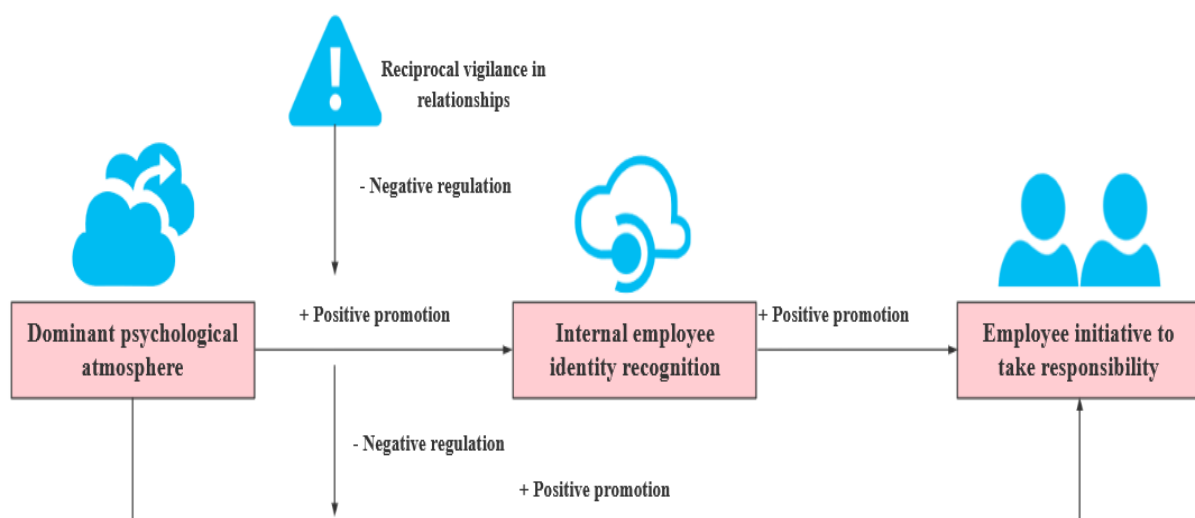 Reciprocal vigilance in
relationships
- Negative regulation
+ Positive promotion
+ Positive promotion
Dominant psychological
atmosphere
Internal employee
identity recognition
Employee initiative to
take responsibility
- Negative regulation
+ Positive promotion